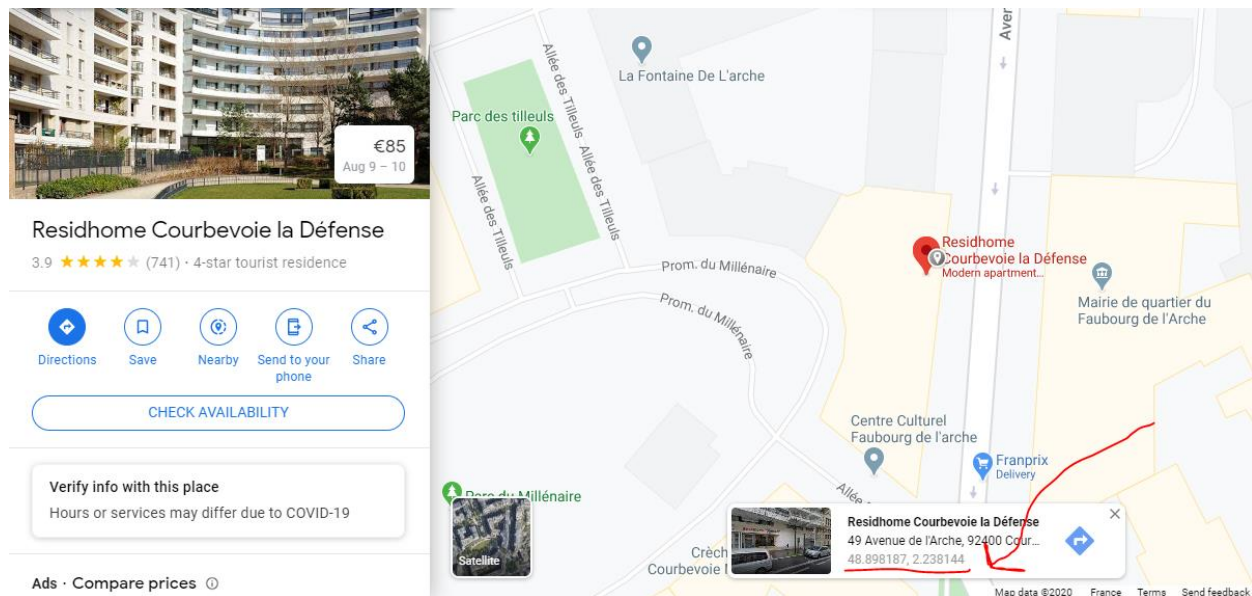 €85
Aug 9 – 10
Residhome Courbevoie la Défense
3.9 (741) · 4-star tourist residence
Directions
Save
Nearby
Send to your
phone
Share
CHECK AVAILABILITY
Verify info with this place
Hours or services may differ due to COVID-19
Ads · Compare prices
Aver
La Fontaine De L'arche
Parc des tilleuls
Allée des Tilleuls
Allée des Tilleuls
Allée des Tilleuls
Prom. du Millénaire
Prom. du Millénaire
Residhome
Courbevoie la Défense
Modern apartment...
Mairie de quartier du
Faubourg de l'Arche
Centre Culturel
Faubourg de l'arche
Franprix
Delivery
Allée
Parc du Millénaire
Satellite
Crèch
Courbevoie
Residhome Courbevoie la Défense
49 Avenue de l'Arche, 92400 Cour...
48.898187, 2.238144
Map data ©2020 France Terms Send feedback